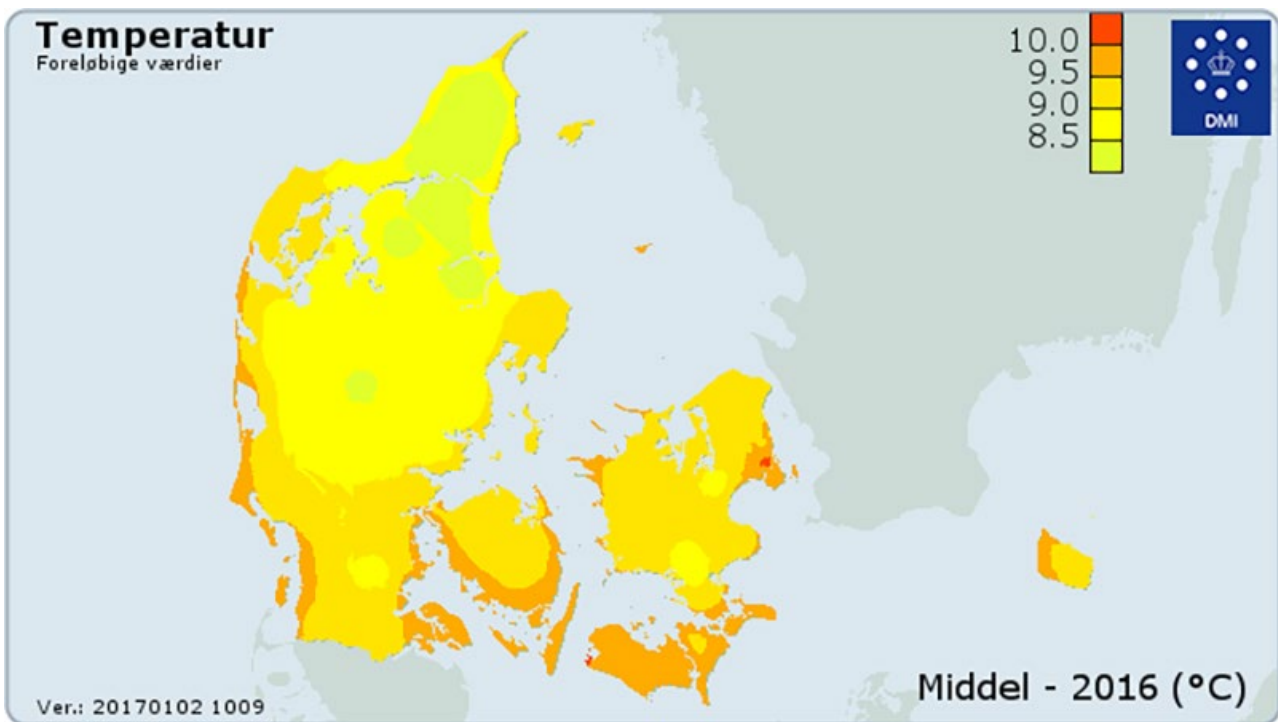 Temperatur
Foreløbige værdier
10.0
9.5
9.0
8.5
DMI
Middel - 2016 (°C)
Ver.: 20170102 1009